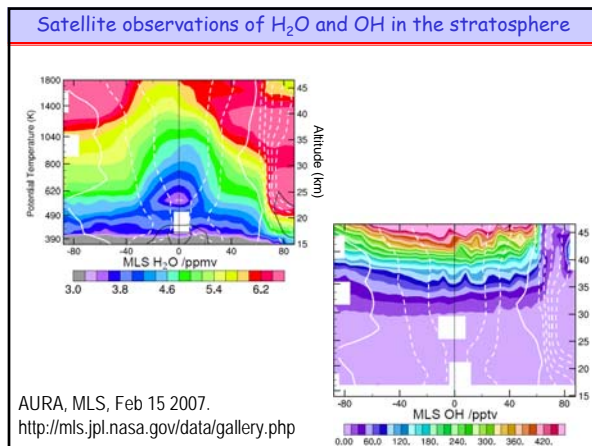 Satellite observations of H₂O and OH in the stratosphere
1800
1400
1040
800
620
490
390
Potential Temperature (K)
45
40
35
30
25
20
15
Altitude (km)
-80 -40 0 40 80
MLS H₂O /ppmv
3.0 3.8 4.6 5.4 6.2
45
40
35
30
25
20
15
-80 -40 0 40 80
MLS OH /pptv
0.00 60.0 120. 180. 240. 300. 360. 420.
AURA, MLS, Feb 15 2007.
http://mls.jpl.nasa.gov/data/gallery.php